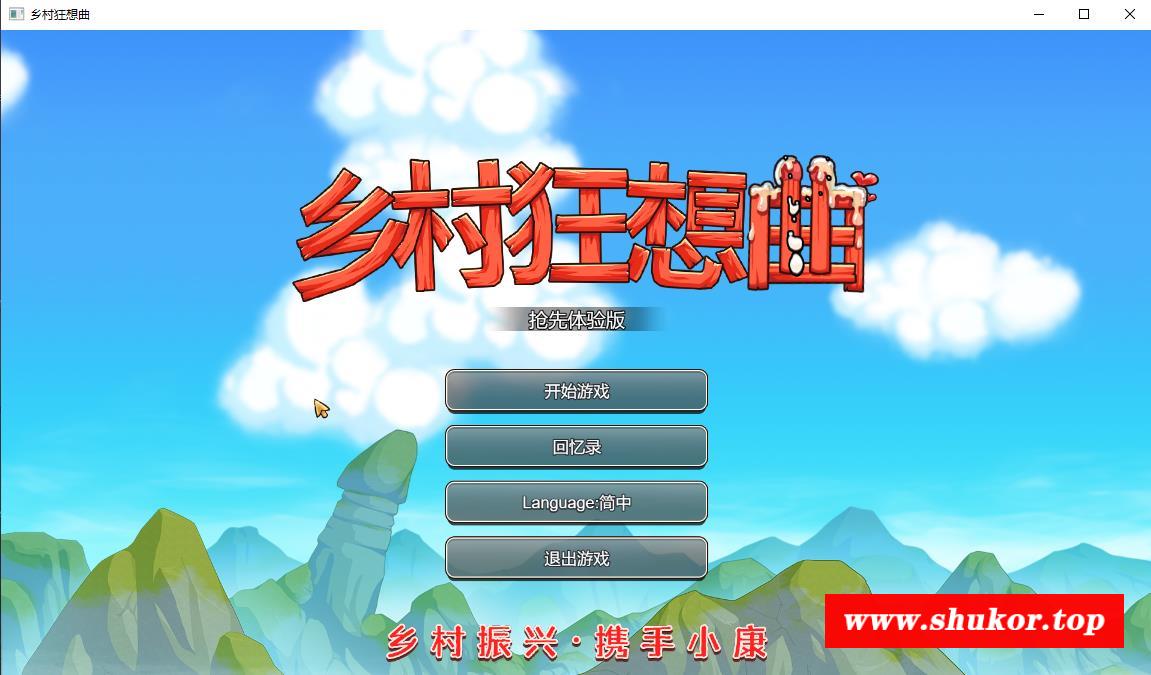 乡村狂想曲
乡村狂想曲
抢先体验版
开始游戏
回忆录
Language:简中
退出游戏
www.shukor.top
乡村振兴·携手小康